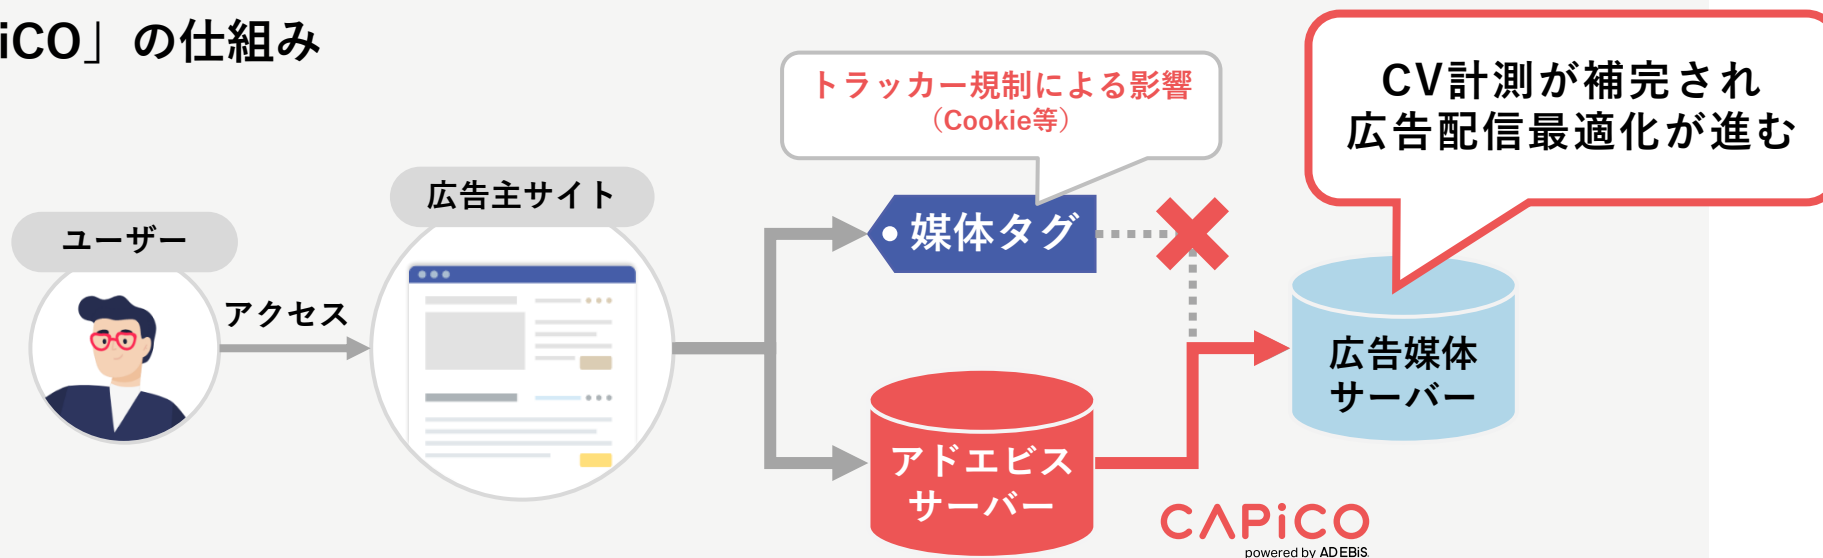 iCO」の仕組み
トラッカー規制による影響
（Cookie等）
CV計測が補完され
広告配信最適化が進む
ユーザー
アクセス
広告主サイト
媒体タグ
アドエビス
サーバー
広告媒体
サーバー
CAPiCO
powered by ADEBiS.